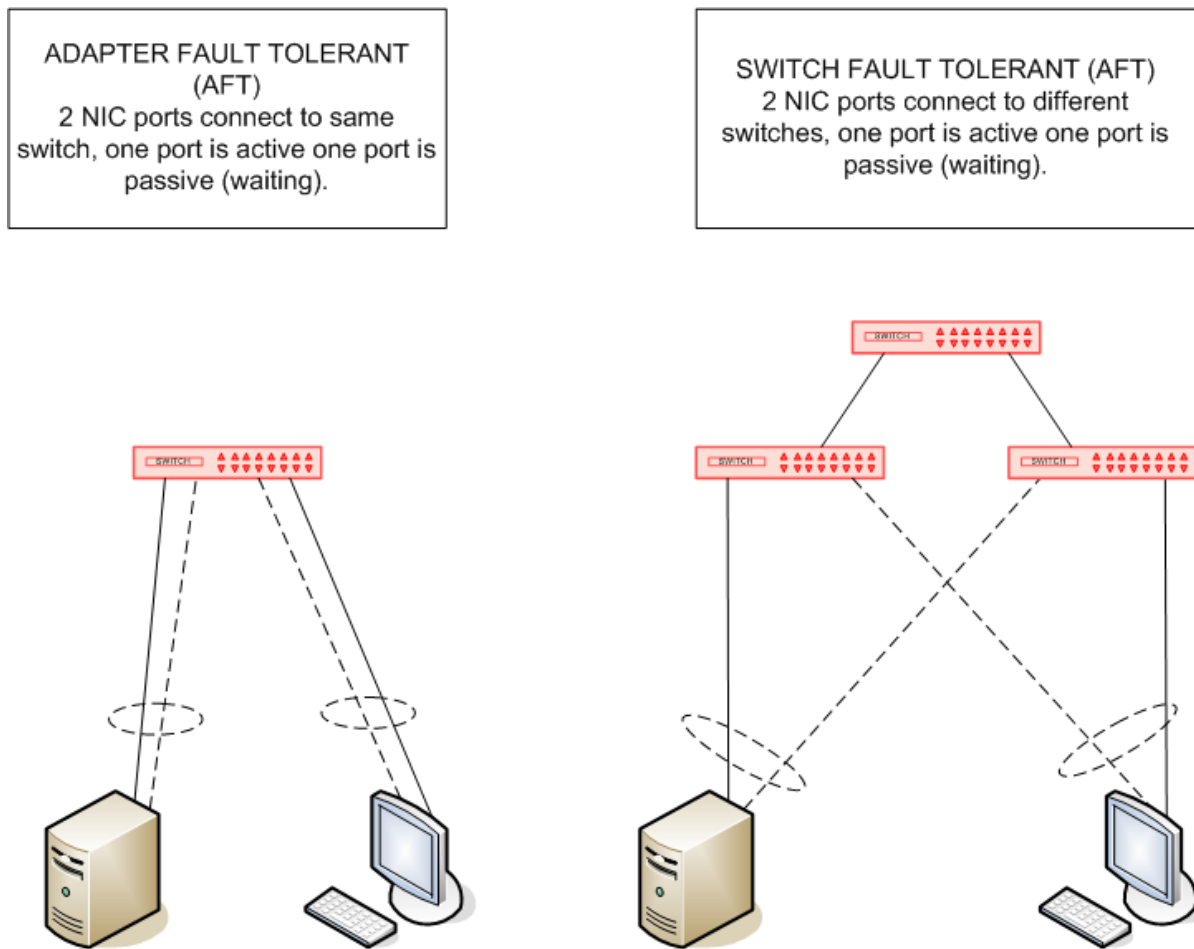 ADAPTER FAULT TOLERANT
(AFT)
2 NIC ports connect to same
switch, one port is active one port is
passive (waiting).
SWITCH FAULT TOLERANT (AFT)
2 NIC ports connect to different
switches, one port is active one port is
passive (waiting).
SWITCH
SWITCH
SWITCH
SWITCH